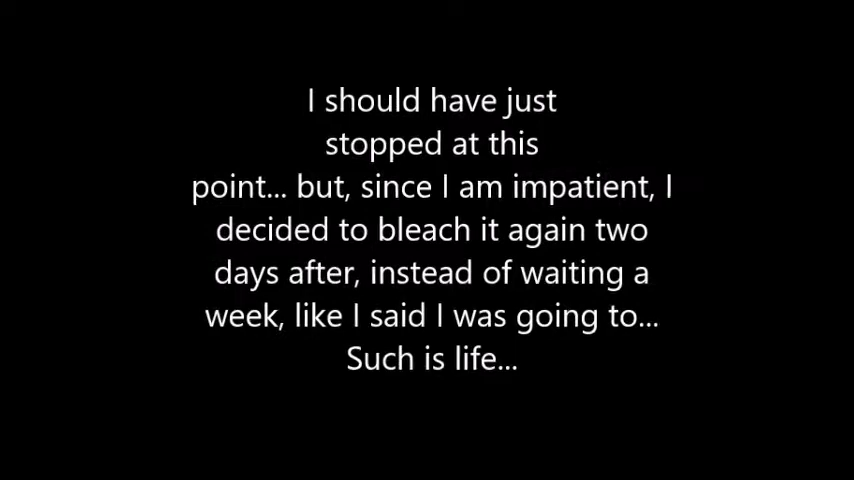 I should have just
stopped at this
point... but, since I am impatient, I
decided to bleach it again two
days after, instead of waiting a
week, like I said I was going to...
Such is life...